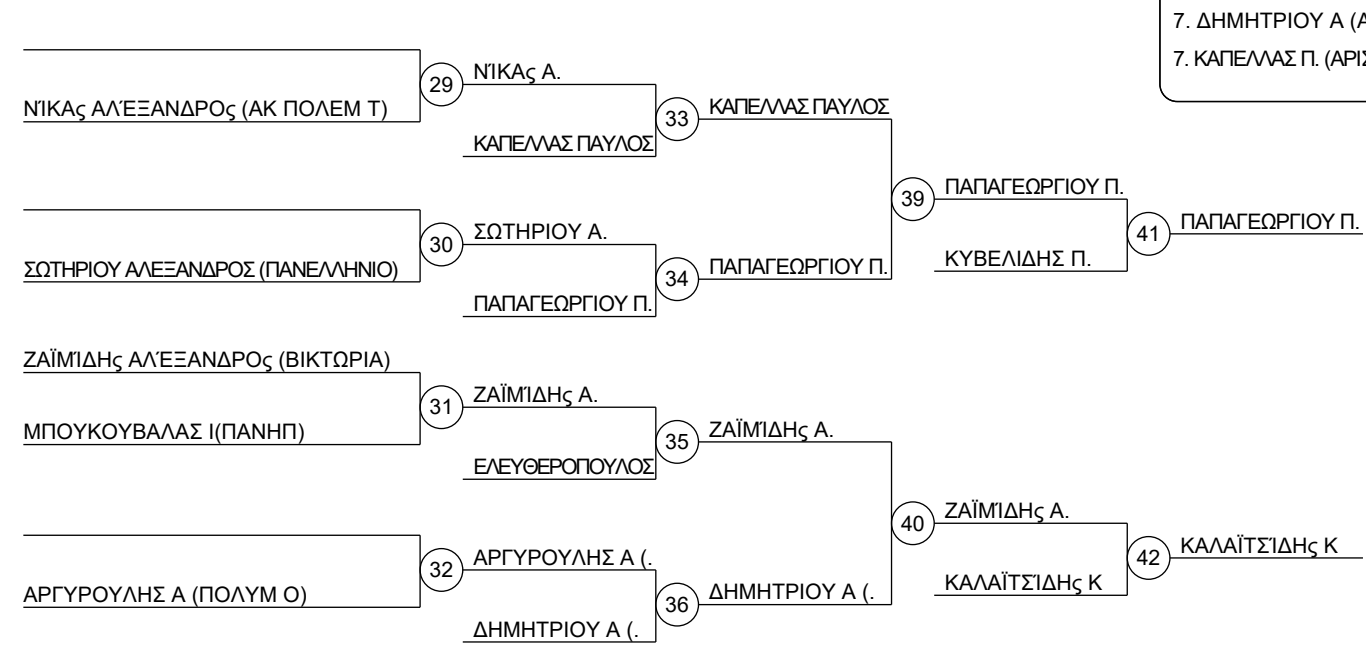 7. ΔΗΜΗΤΡΙΟΥ Α (Α
7. ΚΑΠΕΛΛΑΣ Π. (ΑΡΙΣ
29
ΝΊΚΑς Α.
ΝΊΚΑς ΑΛΈΞΑΝΔΡΟς (ΑΚ ΠΟΛΕΜ Τ)
33
ΚΑΠΕΛΛΑΣ ΠΑΥΛΟΣ
ΚΑΠΕΛΛΑΣ ΠΑΥΛΟΣ
39
ΠΑΠΑΓΕΩΡΓΙΟΥ Π.
30
ΣΩΤΗΡΙΟΥ Α.
41
ΠΑΠΑΓΕΩΡΓΙΟΥ Π.
ΣΩΤΗΡΙΟΥ ΑΛΕΞΑΝΔΡΟΣ (ΠΑΝΕΛΛΗΝΙΟ)
34
ΠΑΠΑΓΕΩΡΓΙΟΥ Π.
ΚΥΒΕΛΙΔΗΣ Π.
ΠΑΠΑΓΕΩΡΓΙΟΥ Π.
ΖΑΪΜΊΔΗς ΑΛΈΞΑΝΔΡΟς (ΒΙΚΤΩΡΙΑ)
31
ΖΑΪΜΊΔΗς Α.
ΜΠΟΥΚΟΥΒΑΛΑΣ Ι(ΠΑΝΗΠ)
35
ΖΑΪΜΊΔΗς Α.
ΕΛΕΥΘΕΡΟΠΟΥΛΟΣ
40
ΖΑΪΜΊΔΗς Α.
32
ΑΡΓΥΡΟΥΛΗΣ Α (.
42
ΚΑΛΑΪΤΣΊΔΗς Κ
ΑΡΓΥΡΟΥΛΗΣ Α (ΠΟΛΥΜ Ο)
36
ΔΗΜΗΤΡΙΟΥ Α (.
ΚΑΛΑΪΤΣΊΔΗς Κ
ΔΗΜΗΤΡΙΟΥ Α (.